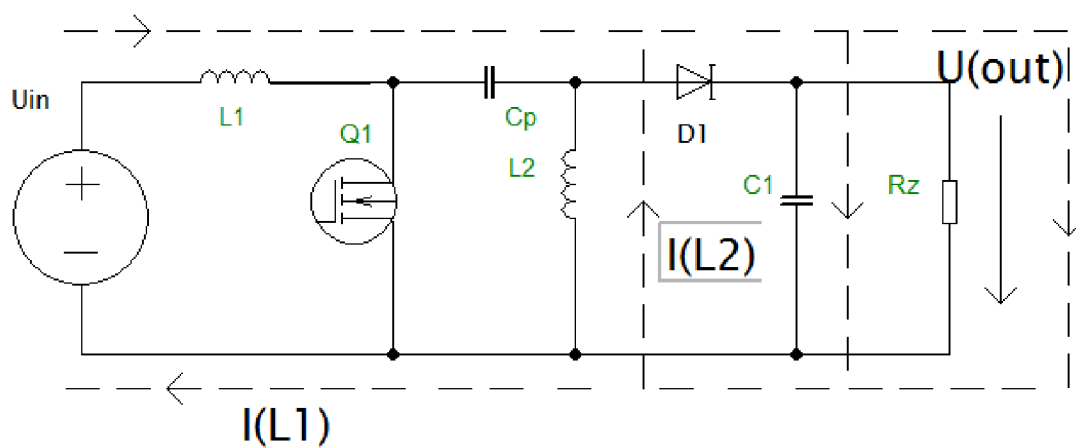 U(out)
Uin
L1
Q1
Cp
D1
L2
C1
Rz
I(L2)
I(L1)